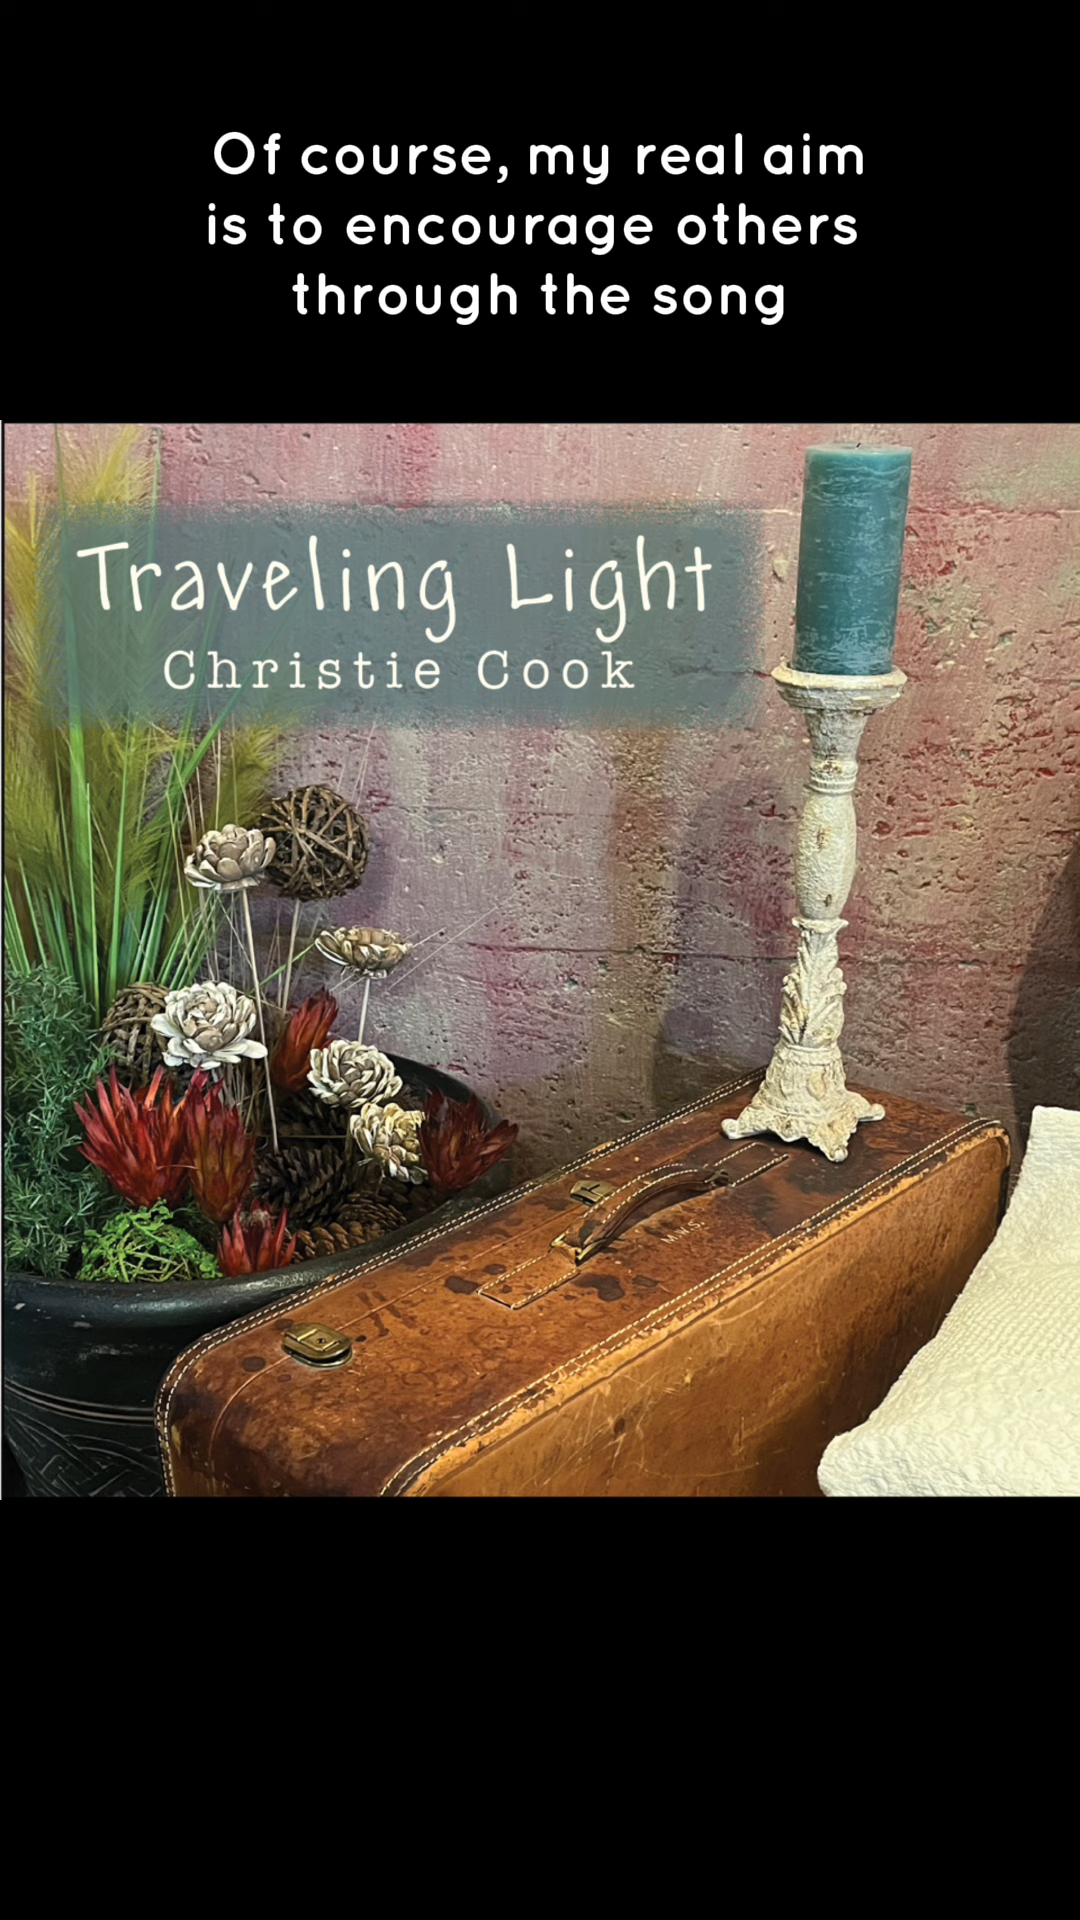 Of course, my real aim
is to encourage others
through the song
Traveling Light
Christie Cook
M.M.S.